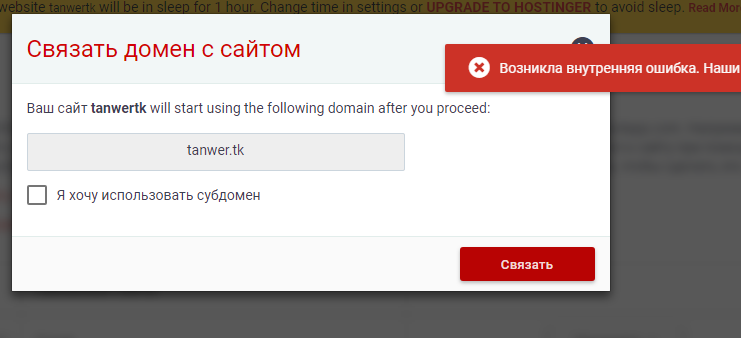 website tanwertk will be in sleep for 1 hour. Change time in settings or UPGRADE TO HOSTINGER to avoid sleep. Read More
Связать домен с сайтом
Возникла внутренняя ошибка. Наши
Ваш сайт tanwertk will start using the following domain after you proceed:
tanwer.tk
Я хочу использовать субдомен
Связать